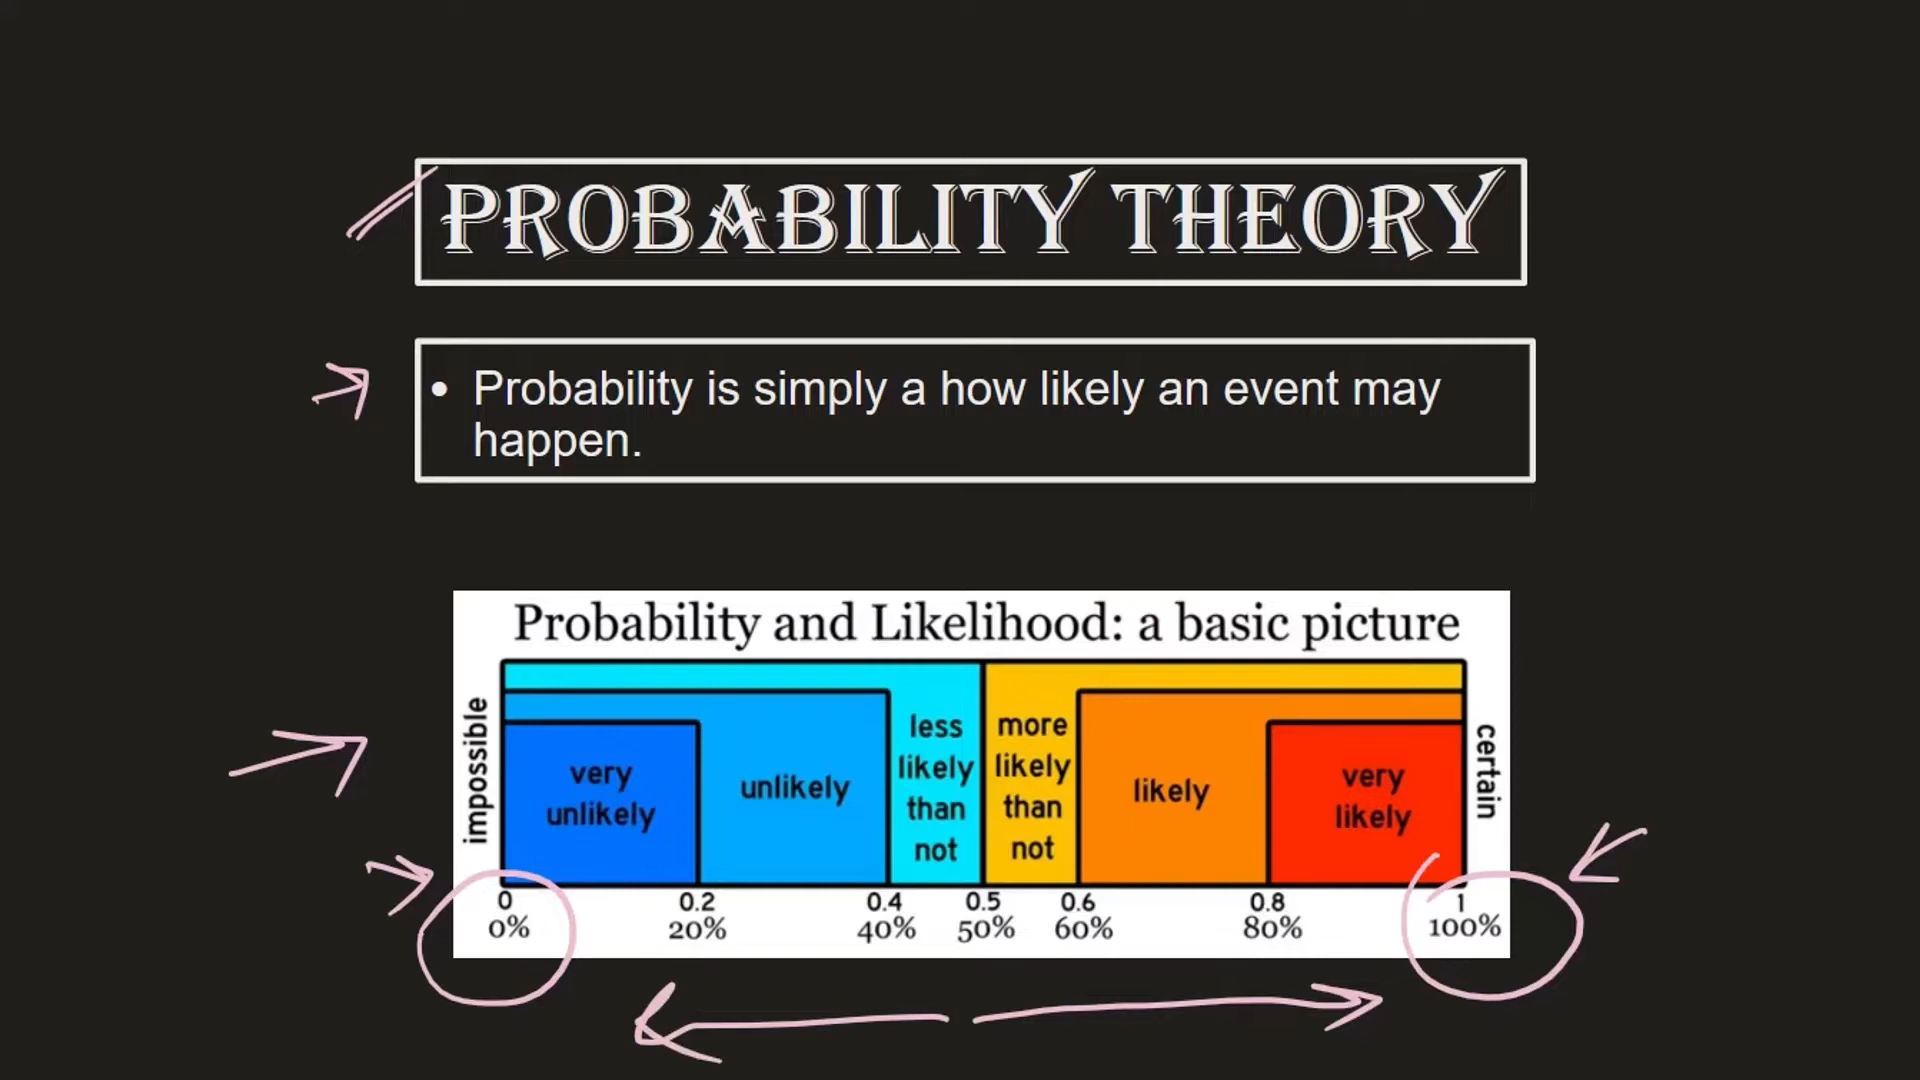 PROBABILITY THEORY
• Probability is simply a how likely an event may
happen.
Probability and Likelihood: a basic picture
impossible
very
unlikely
unlikely
less
likely
than
not
more
likely
than
not
likely
very
likely
certain
0 0.2 0.4 0.5 0.6 0.8 1
0% 20% 40% 50% 60% 80% 100%